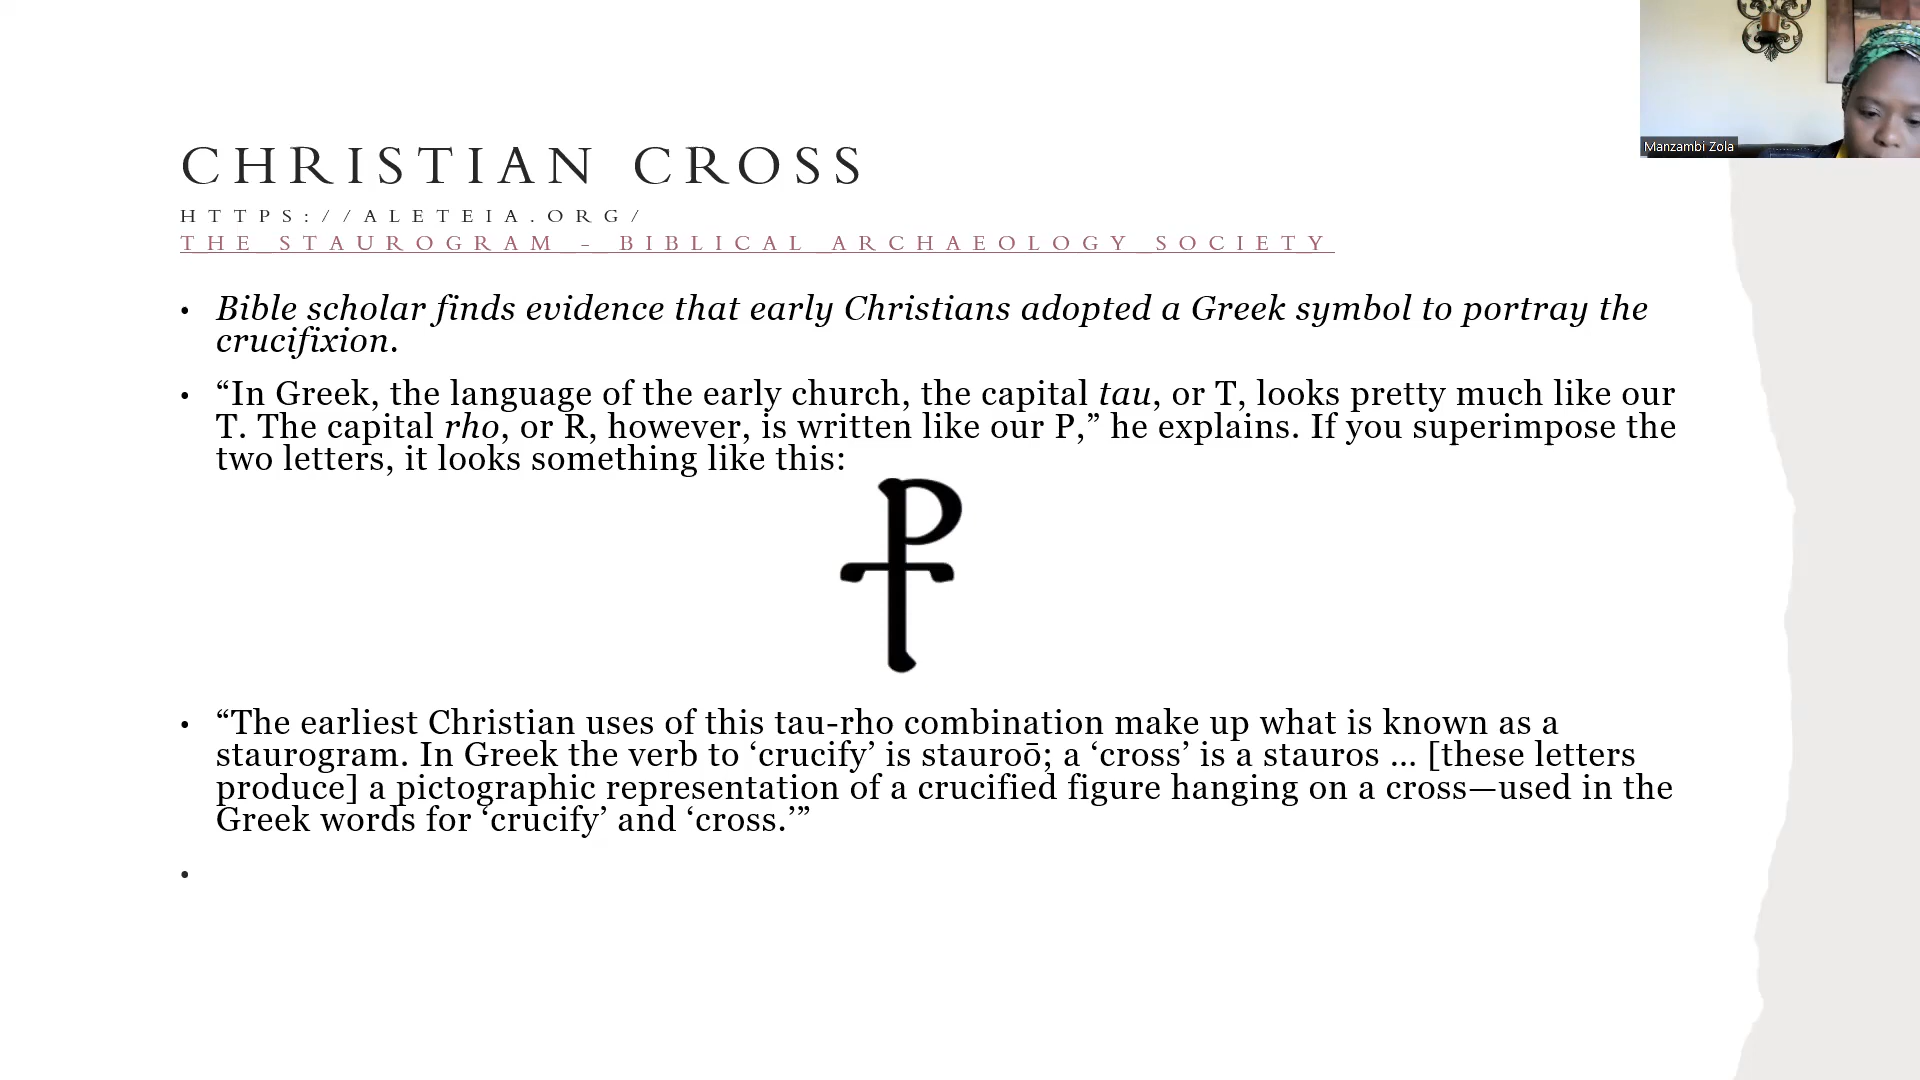 CHRISTIAN CROSS
HTTPS://ALETEIA.ORG/
THE STAUROGRAM - BIBLICAL ARCHAEOLOGY SOCIETY
• Bible scholar finds evidence that early Christians adopted a Greek symbol to portray the
crucifixion.
• “In Greek, the language of the early church, the capital tau, or T, looks pretty much like our
T. The capital rho, or R, however, is written like our P,” he explains. If you superimpose the
two letters, it looks something like this:
• “The earliest Christian uses of this tau-rho combination make up what is known as a
staurogram. In Greek the verb to ‘crucify’ is stauroō; a ‘cross’ is a stauros … [these letters
produce] a pictographic representation of a crucified figure hanging on a cross—used in the
Greek words for ‘crucify’ and ‘cross.’”
•
Manzambi Zola